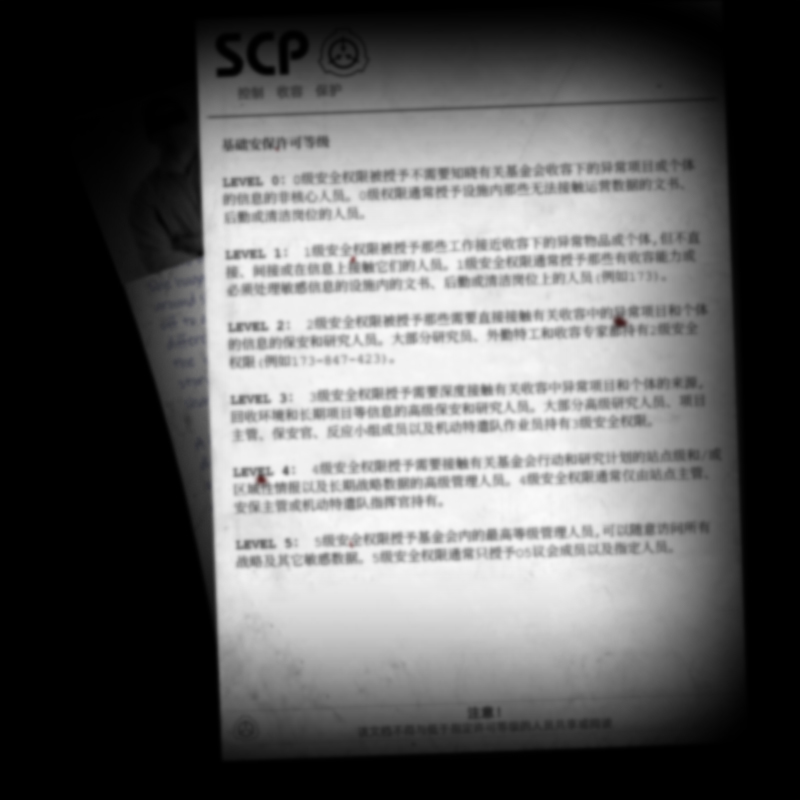 SCP
控制 收容 保护
基础安保许可等级
LEVEL 0: 0级安全权限被授予不需要知晓有关基金会收容下的异常项目或个体
的信息的非核心人员。0级权限通常授予设施内那些无法接触运营数据的文书、
后勤或清洁岗位的人员。
LEVEL 1: 1级安全权限被授予那些工作接近收容下的异常物品或个体,但不直
接、间接或在信息上接触它们的人员。1级安全权限通常授予那些有收容能力或
必须处理敏感信息的设施内的文书、后勤或清洁岗位上的人员(例如173)。
LEVEL 2: 2级安全权限被授予那些需要直接接触有关收容中的异常项目和个体
的信息的保安和研究人员。大部分研究员、外勤特工和收容专家都持有2级安全
权限(例如173-847-423)。
LEVEL 3: 3级安全权限授予需要深度接触有关收容中异常项目和个体的来源,
回收环境和长期项目等信息的高级保安和研究人员。大部分高级研究人员、项目
主管、保安官、反应小组成员以及机动特遣队作业员持有3级安全权限。
LEVEL 4: 4级安全权限授予需要接触有关基金会行动和研究计划的站点级和/或
区域性情报以及长期战略数据的高级管理人员。4级安全权限通常仅由站点主管、
安保主管或机动特遣队指挥官持有。
LEVEL 5: 5级安全权限授予基金会内的最高等级管理人员,可以随意访问所有
战略及其它敏感数据。5级安全权限通常只授予O5议会成员以及指定人员。
注意!